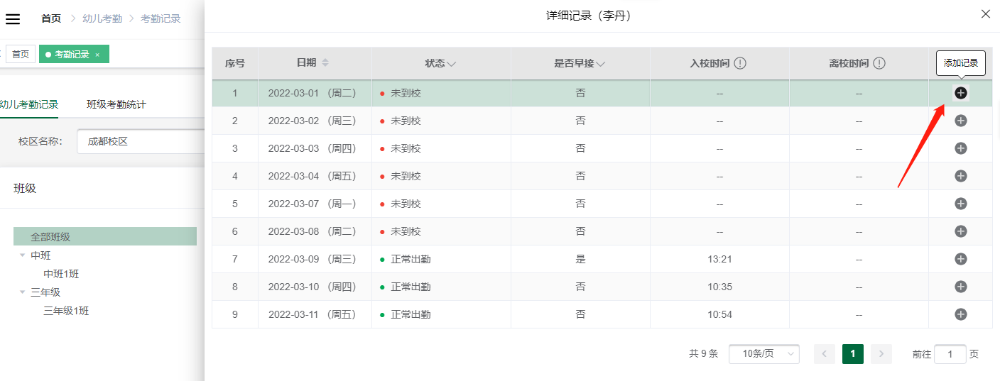 首页 幼儿考勤 考勤记录
首页 考勤记录 ×
幼儿考勤记录 班级考勤统计
校区名称: 成都校区
班级
全部班级
中班
中班1班
三年级
三年级1班
详细记录（李丹）
序号 日期 状态 是否早接 入校时间 离校时间 添加记录
1 2022-03-01 （周二） 未到校 否 -- --
2 2022-03-02 （周三） 未到校 否 -- --
3 2022-03-03 （周四） 未到校 否 -- --
4 2022-03-04 （周五） 未到校 否 -- --
5 2022-03-07 （周一） 未到校 否 -- --
6 2022-03-08 （周二） 未到校 否 -- --
7 2022-03-09 （周三） 正常出勤 是 13:21 --
8 2022-03-10 （周四） 正常出勤 否 10:35 --
9 2022-03-11 （周五） 正常出勤 否 10:54 --
共 9 条 10条/页 1 前往 1 页